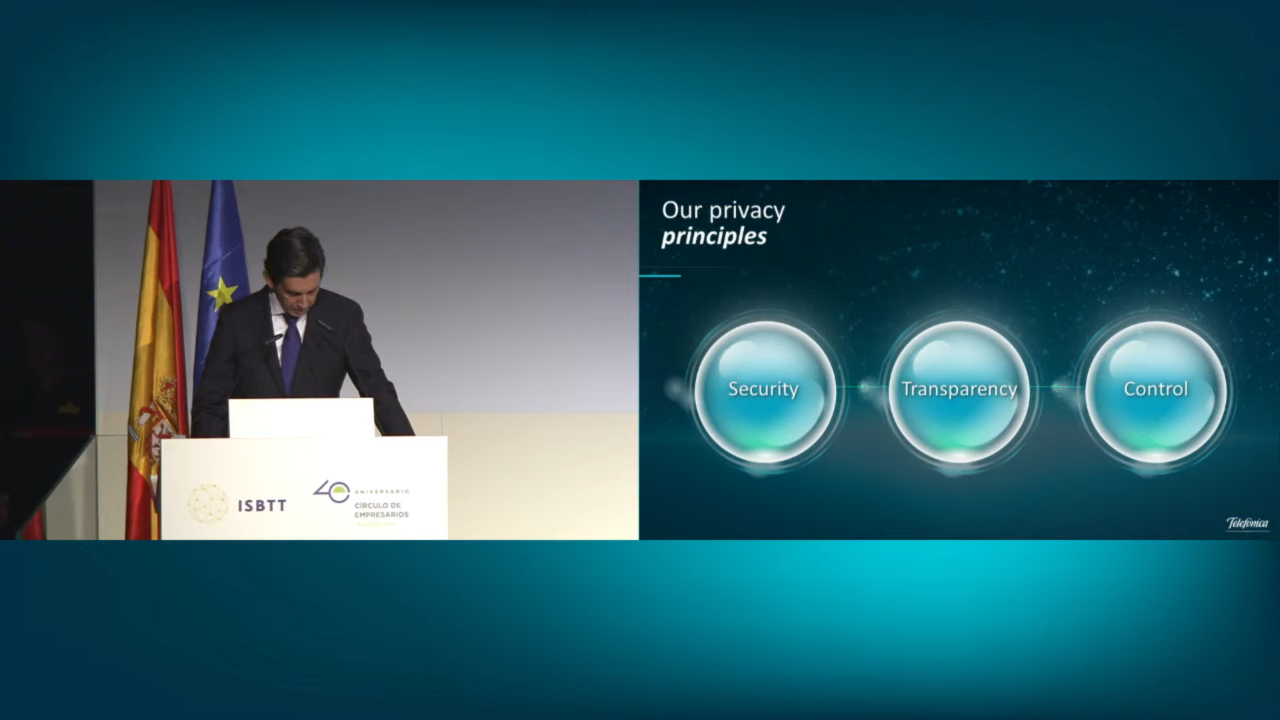 Our privacy
principles
Security
Transparency
Control
Telefónica
ISBTT
40 ANIVERSARIO
CÍRCULO DE
EMPRESARIOS